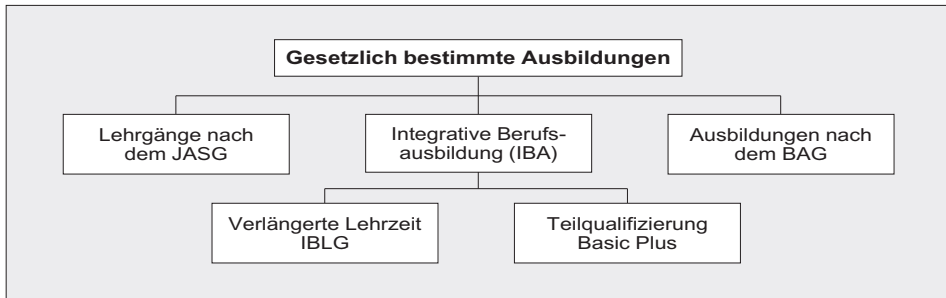 Gesetzlich bestimmte Ausbildungen
Lehrgänge nach
dem JASG
Integrative Berufs-
ausbildung (IBA)
Ausbildungen nach
dem BAG
Verlängerte Lehrzeit
IBLG
Teilqualifizierung
Basic Plus